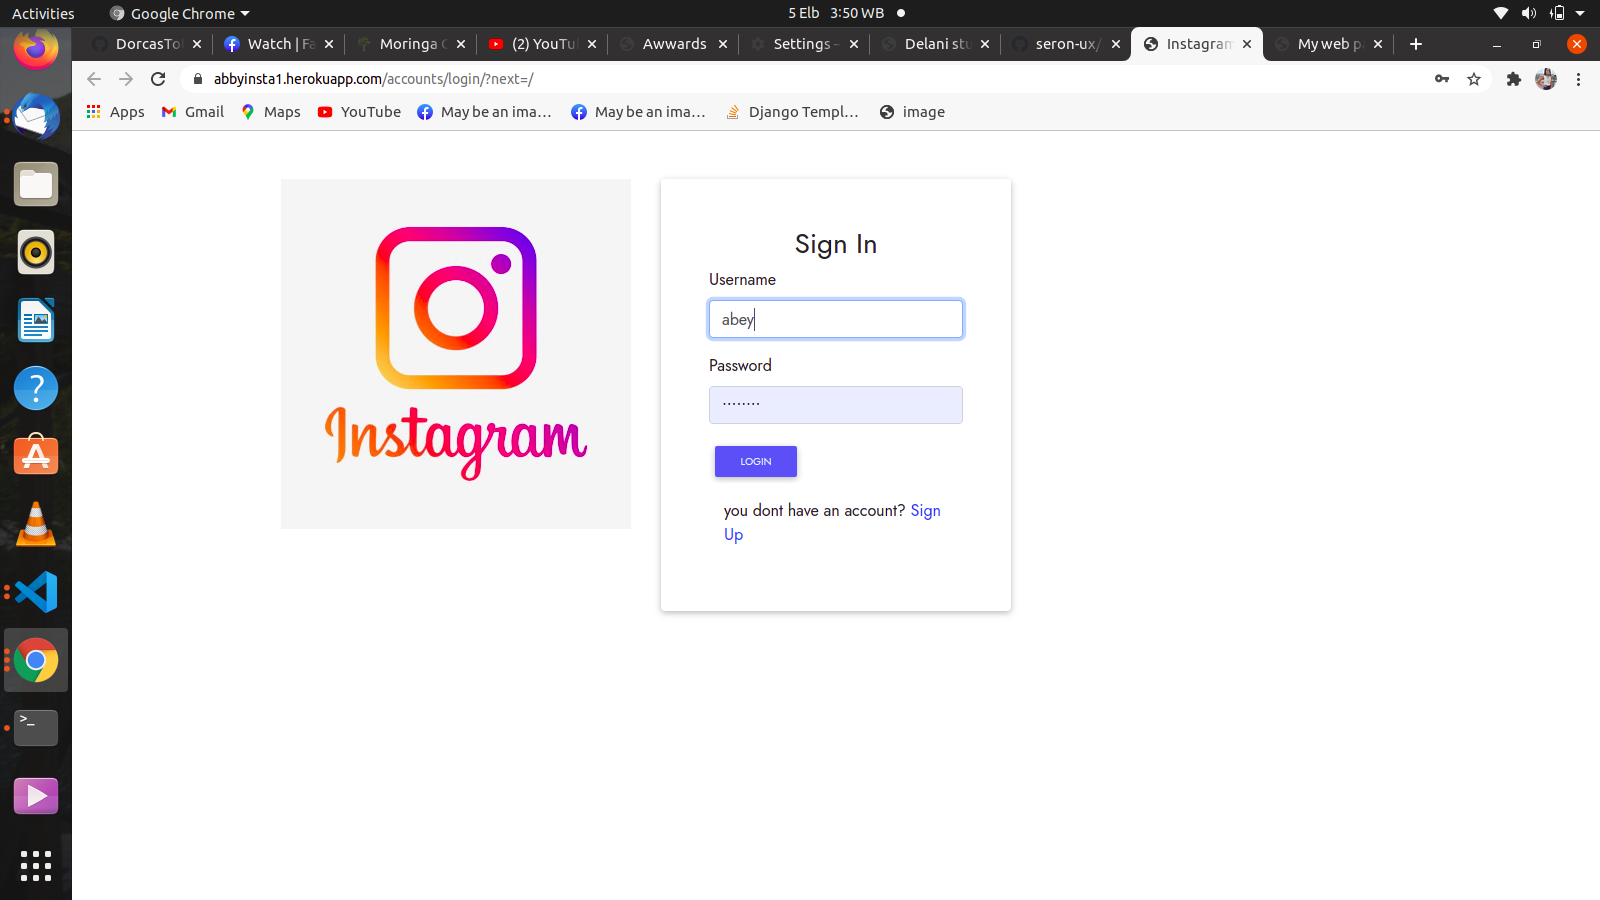 Activities
Google Chrome
5 Elb 3:50 WB
DorcasTo
Watch | Fa
Moringa
(2) YouTu
Awwards
Settings -
Delani stu
seron-ux/
Instagram
My web p
abbyinsta1.herokuapp.com/accounts/login/?next=/
Apps
Gmail
Maps
YouTube
May be an ima...
May be an ima...
Django Templ...
image
Instagram
Sign In
Username
abey
Password
........
LOGIN
you dont have an account? Sign
Up